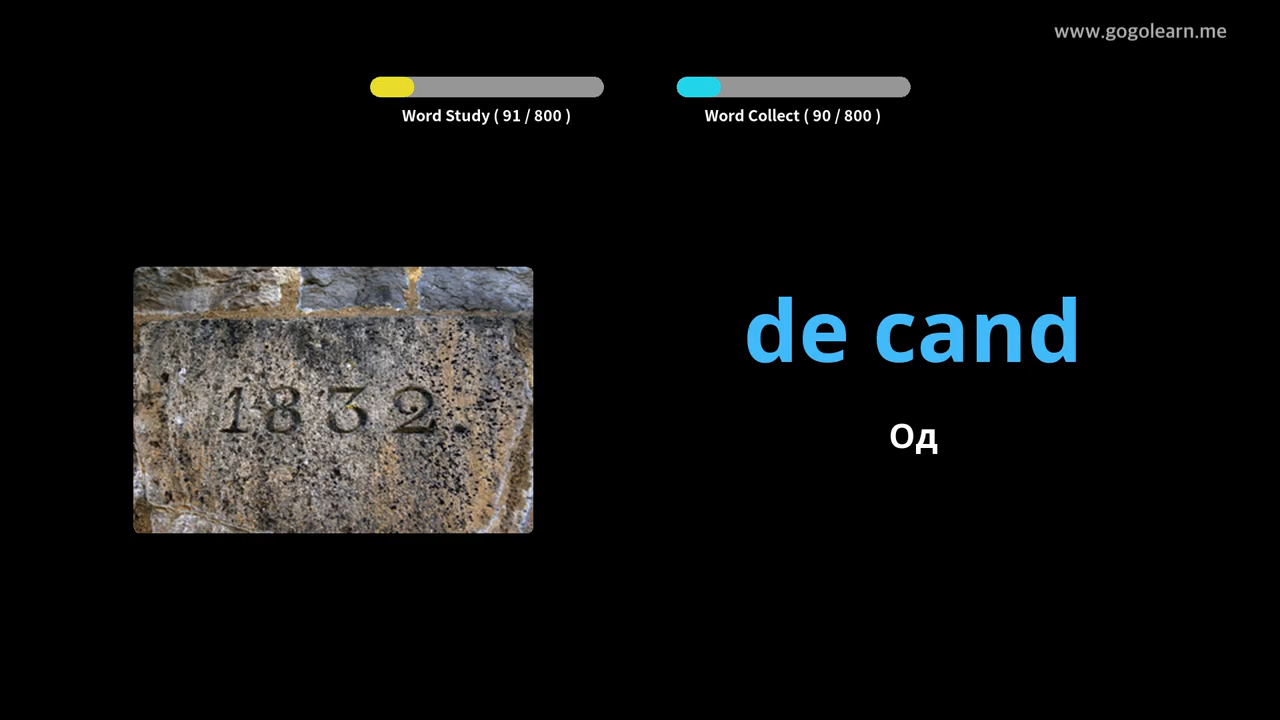 www.gogolearn.me
Word Study ( 91 / 800 )
Word Collect ( 90 / 800 )
1832.
de cand
Од